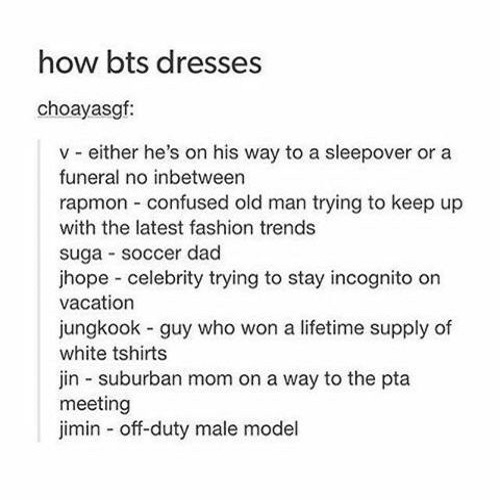 how bts dresses
choayasgf:
v - either he's on his way to a sleepover or a
funeral no inbetween
rapmon - confused old man trying to keep up
with the latest fashion trends
suga - soccer dad
jhope - celebrity trying to stay incognito on
vacation
jungkook - guy who won a lifetime supply of
white tshirts
jin - suburban mom on a way to the pta
meeting
jimin - off-duty male model